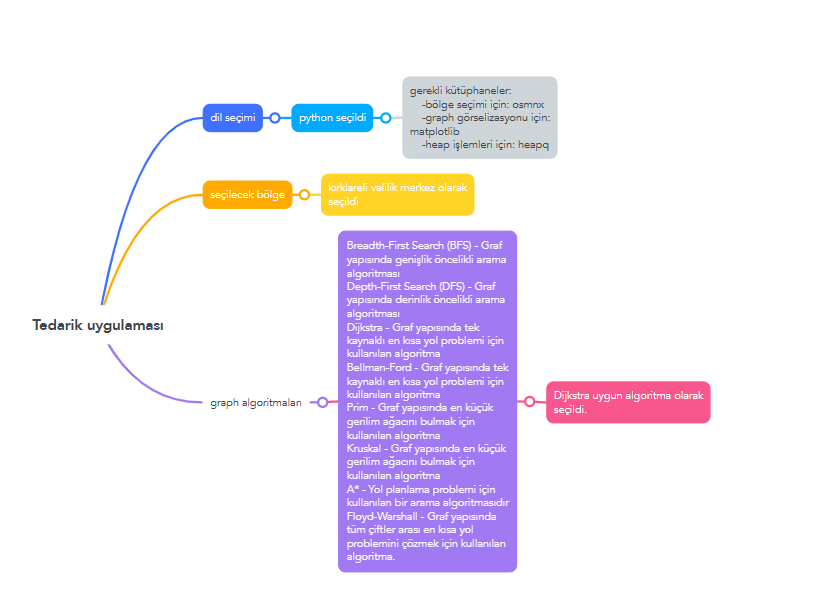 dil seçimi
python seçildi
gerekli kütüphaneler:
-bölge seçimi için: osmnx
-graph görselizasyonu için:
matplotlib
-heap işlemleri için: heapq
seçilecek bölge
kırklareli valilik merkez olarak
seçildi
Tedarik uygulaması
graph algoritmaları
Breadth-First Search (BFS) - Graf
yapısında genişlik öncelikli arama
algoritması
Depth-First Search (DFS) - Graf
yapısında derinlik öncelikli arama
algoritması
Dijkstra - Graf yapısında tek
kaynaklı en kısa yol problemi için
kullanılan algoritma
Bellman-Ford - Graf yapısında tek
kaynaklı en kısa yol problemi için
kullanılan algoritma
Prim - Graf yapısında en küçük
gerilim ağacını bulmak için
kullanılan algoritma
Kruskal - Graf yapısında en küçük
gerilim ağacını bulmak için
kullanılan algoritma
A* - Yol planlama problemi için
kullanılan bir arama algoritmasıdır
Floyd-Warshall - Graf yapısında
tüm çiftler arası en kısa yol
problemini çözmek için kullanılan
algoritma.
Dijkstra uygun algoritma olarak
seçildi.